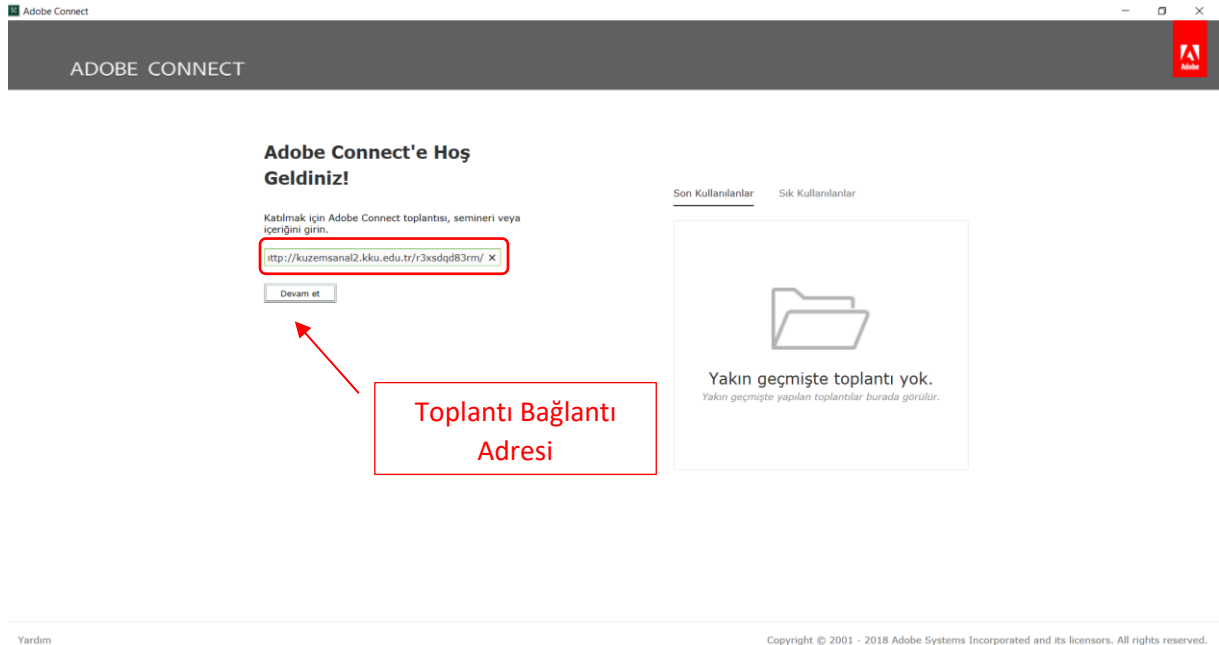 Adobe Connect
ADOBE CONNECT
Adobe
Adobe Connect'e Hoş
Geldiniz!
Katılmak için Adobe Connect toplantısı, semineri veya
içeriğini girin.
ttp://kuzemsanal2.kku.edu.tr/r3xsdqd83rm/
Devam et
Toplantı Bağlantı
Adresi
Son Kullanılanlar Sık Kullanılanlar
Yakın geçmişte toplantı yok.
Yakın geçmişte yapılan toplantılar burada görülür.
Yardım
Copyright © 2001 - 2018 Adobe Systems Incorporated and its licensors. All rights reserved.